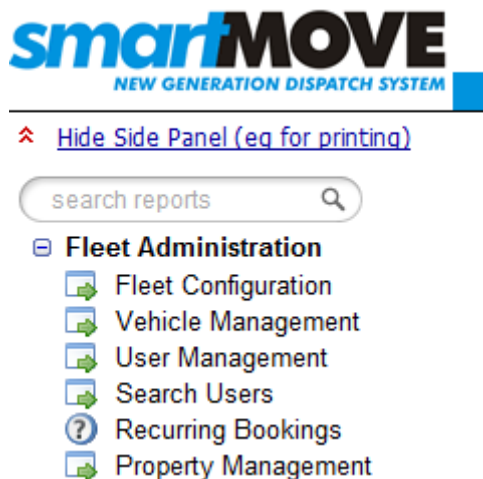 smartMOVE
NEW GENERATION DISPATCH SYSTEM
Hide Side Panel (eg for printing)
search reports
Fleet Administration
Fleet Configuration
Vehicle Management
User Management
Search Users
Recurring Bookings
Property Management